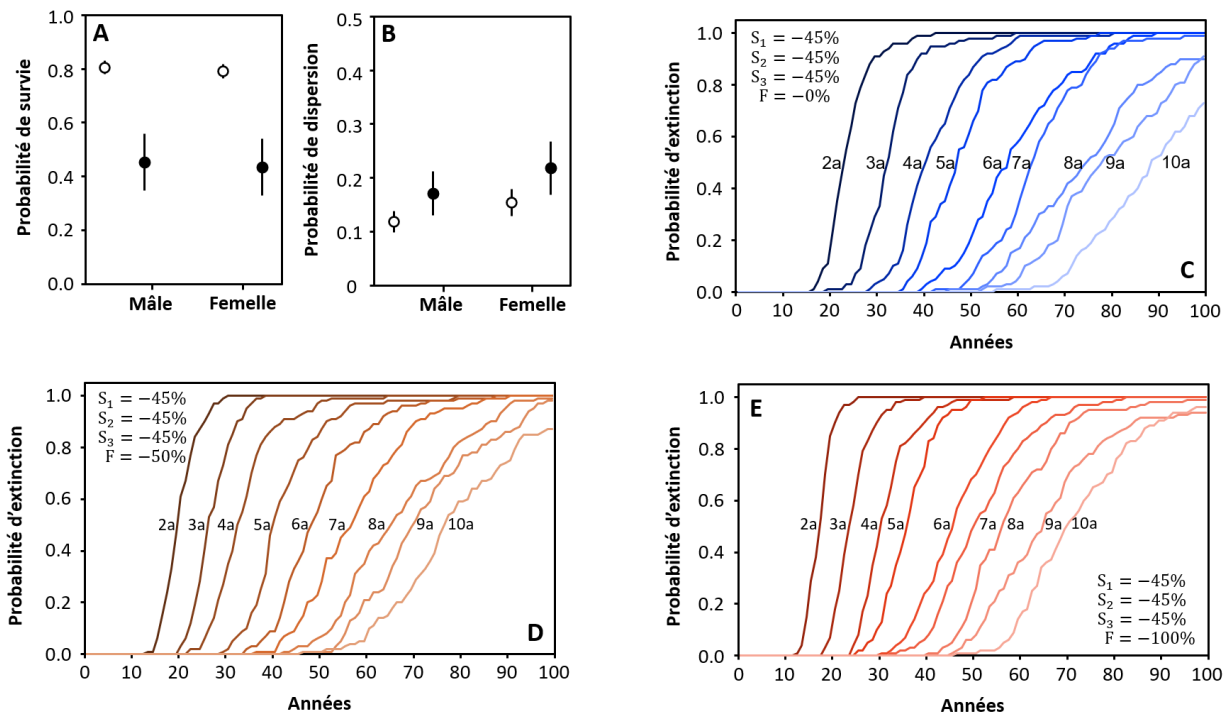 A
Probabilité de survie
1.0
0.8
0.6
0.4
0.2
0.0
Mâle Femelle
B
Probabilité de dispersion
0.5
0.4
0.3
0.2
0.1
0
Mâle Femelle
C
Probabilité d'extinction
1.0
0.8
0.6
0.4
0.2
0.0
S₁ = −45%
S₂ = −45%
S₃ = −45%
F = −0%
2a 3a 4a 5a 6a 7a 8a 9a 10a
0 10 20 30 40 50 60 70 80 90 100
Années
D
Probabilité d'extinction
1.0
0.8
0.6
0.4
0.2
0.0
S₁ = −45%
S₂ = −45%
S₃ = −45%
F = −50%
2a 3a 4a 5a 6a 7a 8a 9a 10a
0 10 20 30 40 50 60 70 80 90 100
Années
E
Probabilité d'extinction
1.0
0.8
0.6
0.4
0.2
0.0
2a 3a 4a 5a 6a 7a 8a 9a 10a
S₁ = −45%
S₂ = −45%
S₃ = −45%
F = −100%
0 10 20 30 40 50 60 70 80 90 100
Années